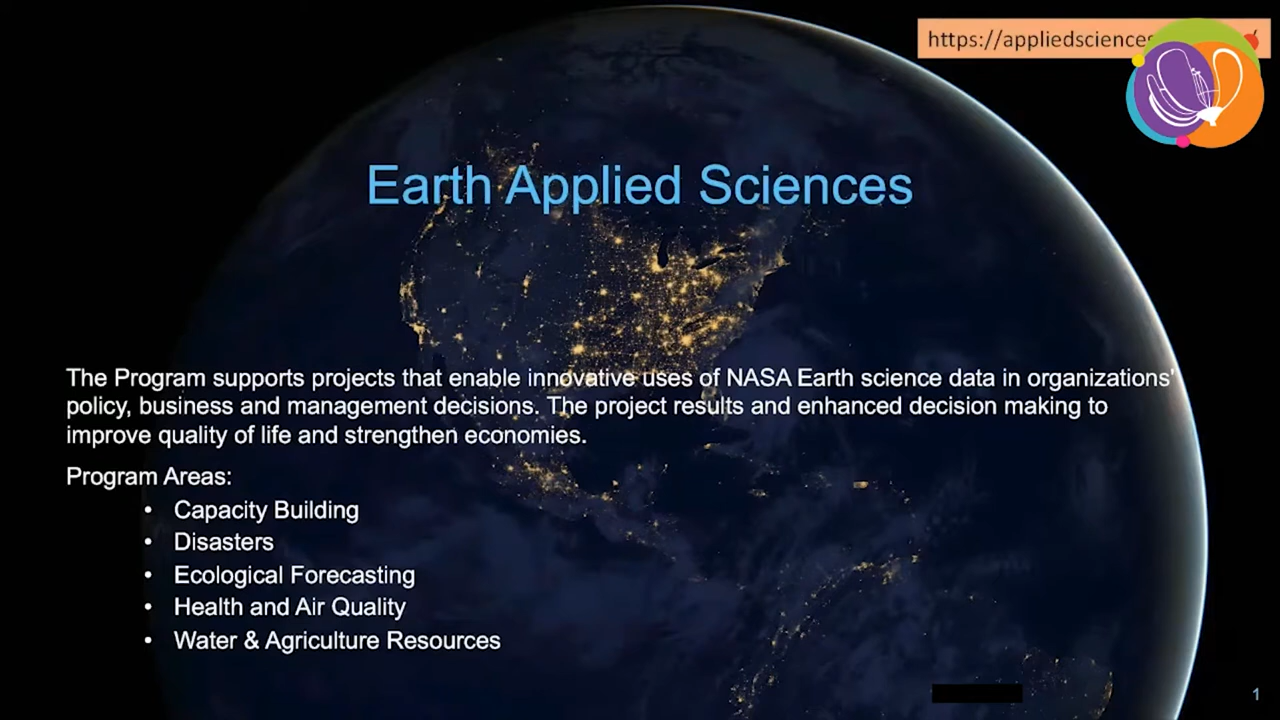 https://appliedsciences
Earth Applied Sciences
The Program supports projects that enable innovative uses of NASA Earth science data in organizations'
policy, business and management decisions. The project results and enhanced decision making to
improve quality of life and strengthen economies.
Program Areas:
• Capacity Building
• Disasters
• Ecological Forecasting
• Health and Air Quality
• Water & Agriculture Resources
1